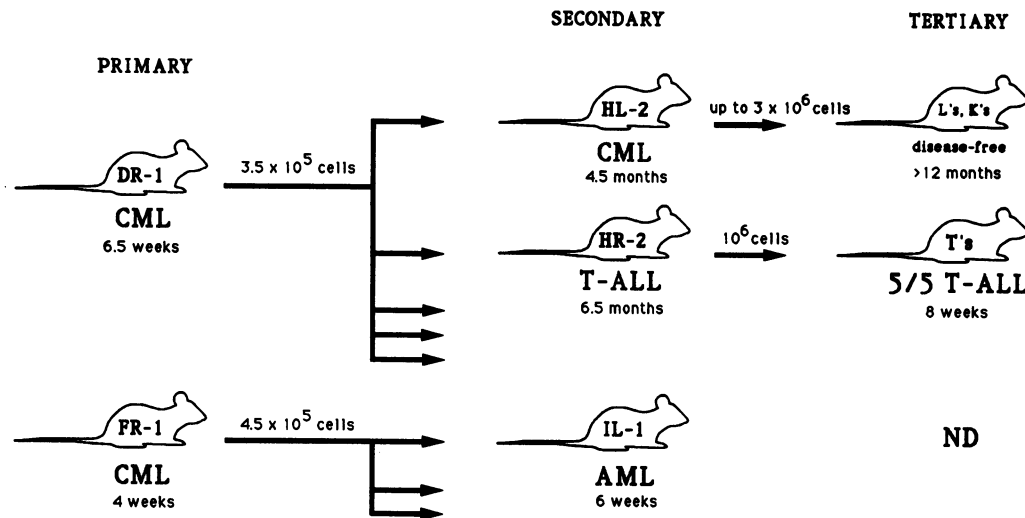 PRIMARY
SECONDARY
TERTIARY
DR-1
CML
6.5 weeks
3.5 x 10^5 cells
HL-2
CML
4.5 months
up to 3 x 10^6 cells
L's, K's
disease-free
>12 months
HR-2
T-ALL
6.5 months
10^6 cells
T's
5/5 T-ALL
8 weeks
FR-1
CML
4 weeks
4.5 x 10^5 cells
IL-1
AML
6 weeks
ND